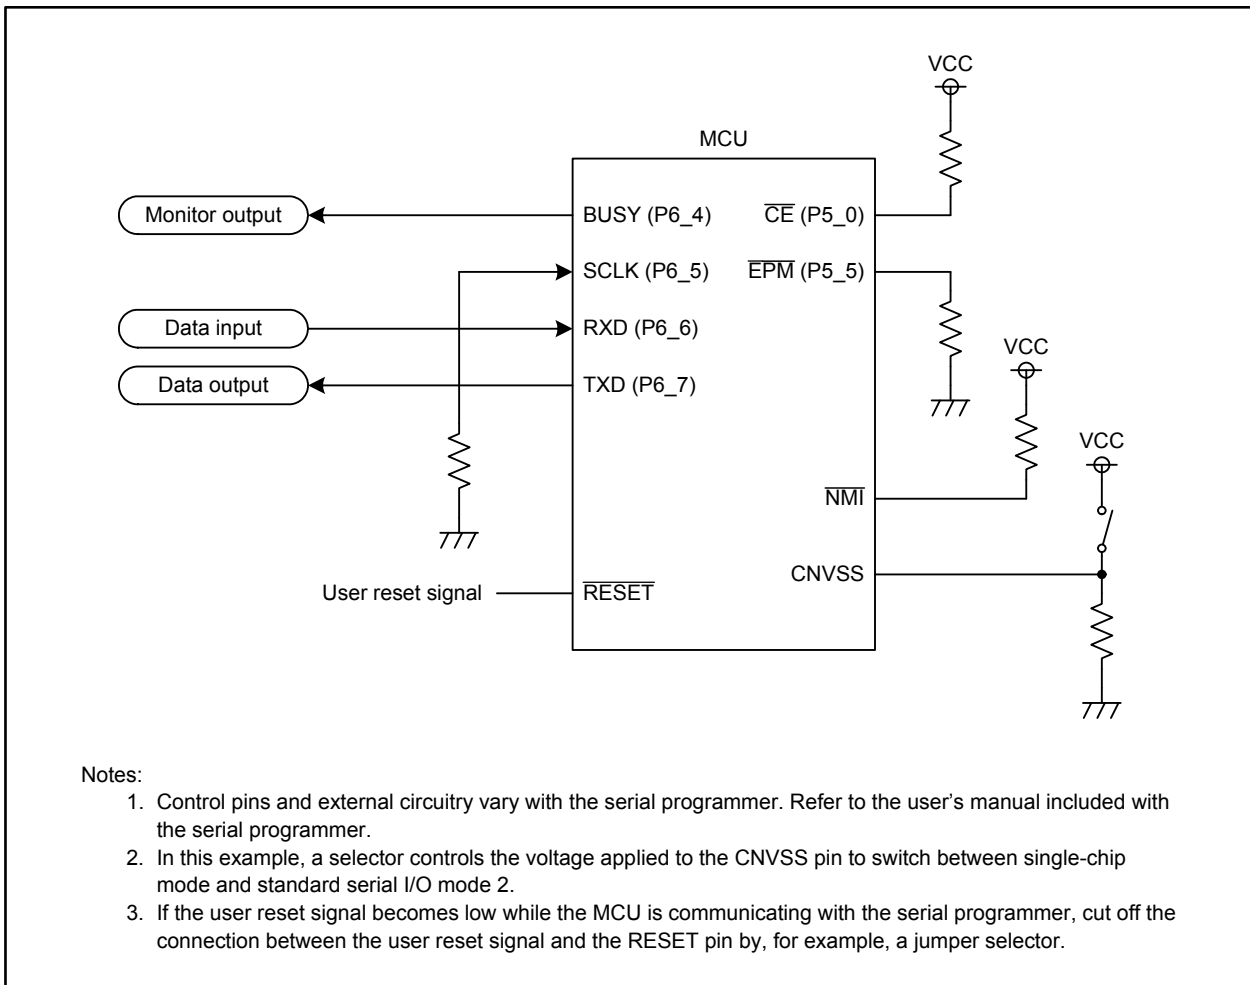 VCC
MCU
Monitor output
BUSY (P6_4)
CE (P5_0)
SCLK (P6_5)
EPM (P5_5)
Data input
RXD (P6_6)
VCC
Data output
TXD (P6_7)
VCC
NMI
CNVSS
User reset signal
RESET
Notes:
1. Control pins and external circuitry vary with the serial programmer. Refer to the user’s manual included with
the serial programmer.
2. In this example, a selector controls the voltage applied to the CNVSS pin to switch between single-chip
mode and standard serial I/O mode 2.
3. If the user reset signal becomes low while the MCU is communicating with the serial programmer, cut off the
connection between the user reset signal and the RESET pin by, for example, a jumper selector.